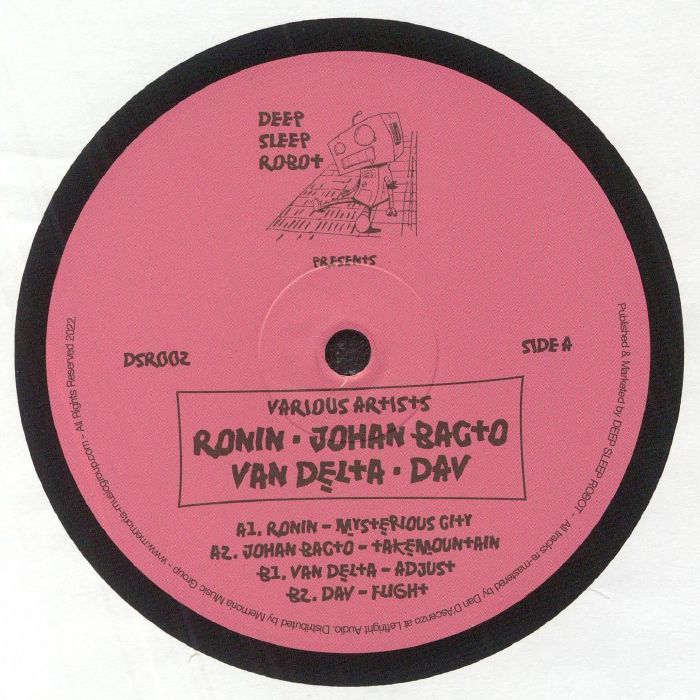 DEEP
SLEEP
ROBOT
PRESENTS
DSR002
SIDE A
VARIOUS ARTISTS
RONIN · JOHAN BACTO
VAN DELTA · DAV
A1. RONIN – MYSTERIOUS CITY
A2. JOHAN BACTO – TAKEMOUNTAIN
B1. VAN DELTA – ADJUST
B2. DAV – FLIGHT
Published & Marketed by DEEP SLEEP ROBOT - All tracks re-mastered by Dan D'Ascenzo at Leftright Audio. Distributed by Memoria Music Group - www.memoria-musicgroup.com - All Rights Reserved 2022.